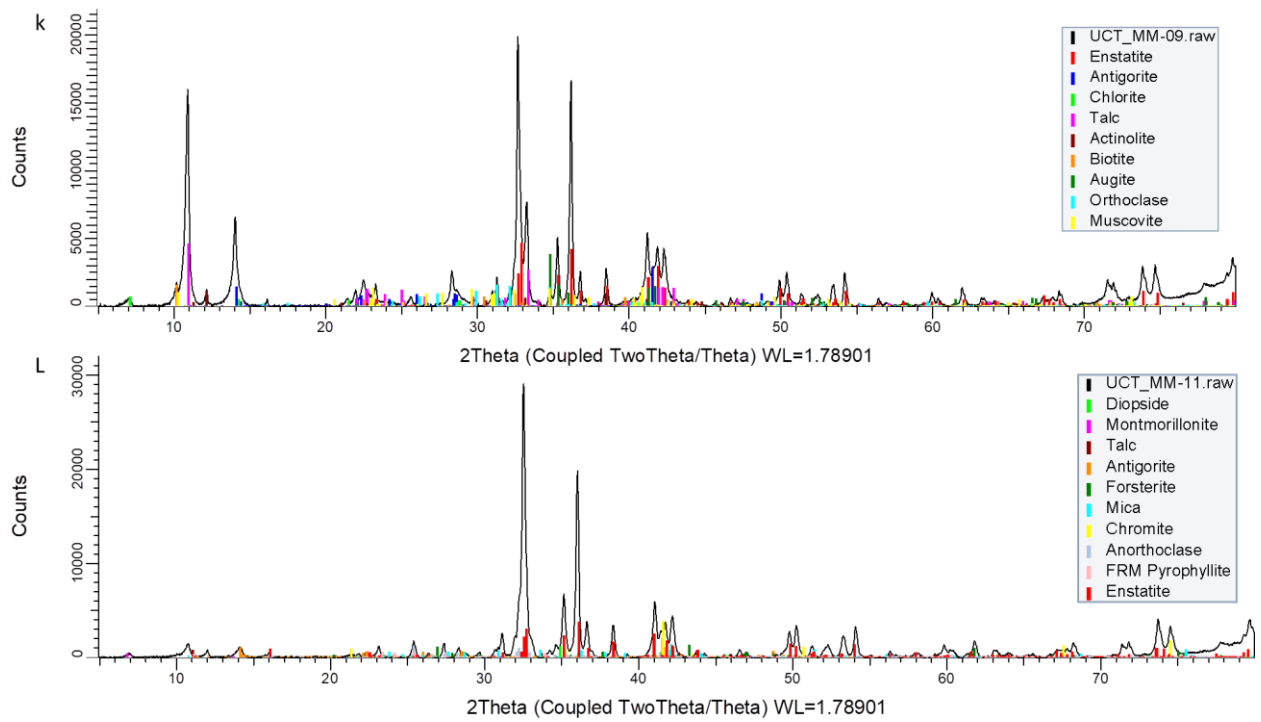 k
Counts
20000
15000
10000
5000
0
UCT_MM-09.raw
Enstatite
Antigorite
Chlorite
Talc
Actinolite
Biotite
Augite
Orthoclase
Muscovite
10 20 30 40 50 60 70
2Theta (Coupled TwoTheta/Theta) WL=1.78901
L
Counts
30000
20000
10000
0
UCT_MM-11.raw
Diopside
Montmorillonite
Talc
Antigorite
Forsterite
Mica
Chromite
Anorthoclase
FRM Pyrophyllite
Enstatite
10 20 30 40 50 60 70
2Theta (Coupled TwoTheta/Theta) WL=1.78901